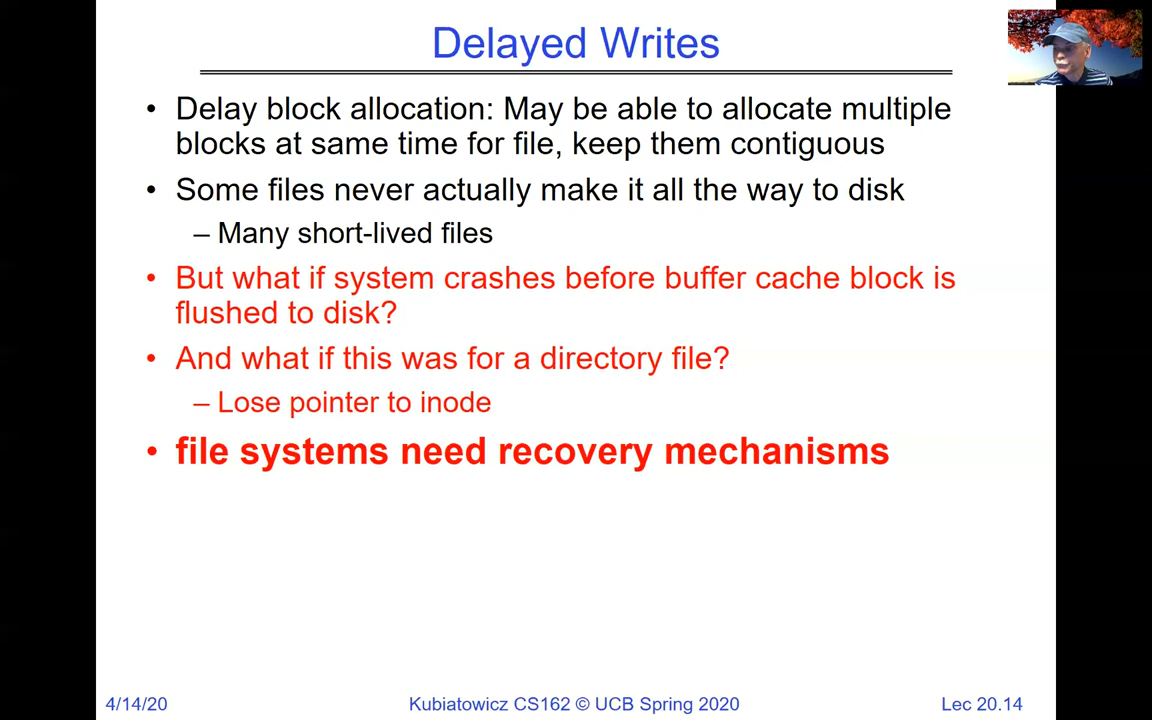 Delayed Writes
• Delay block allocation: May be able to allocate multiple
blocks at same time for file, keep them contiguous
• Some files never actually make it all the way to disk
– Many short-lived files
• But what if system crashes before buffer cache block is
flushed to disk?
• And what if this was for a directory file?
– Lose pointer to inode
• file systems need recovery mechanisms
4/14/20
Kubiatowicz CS162 © UCB Spring 2020
Lec 20.14